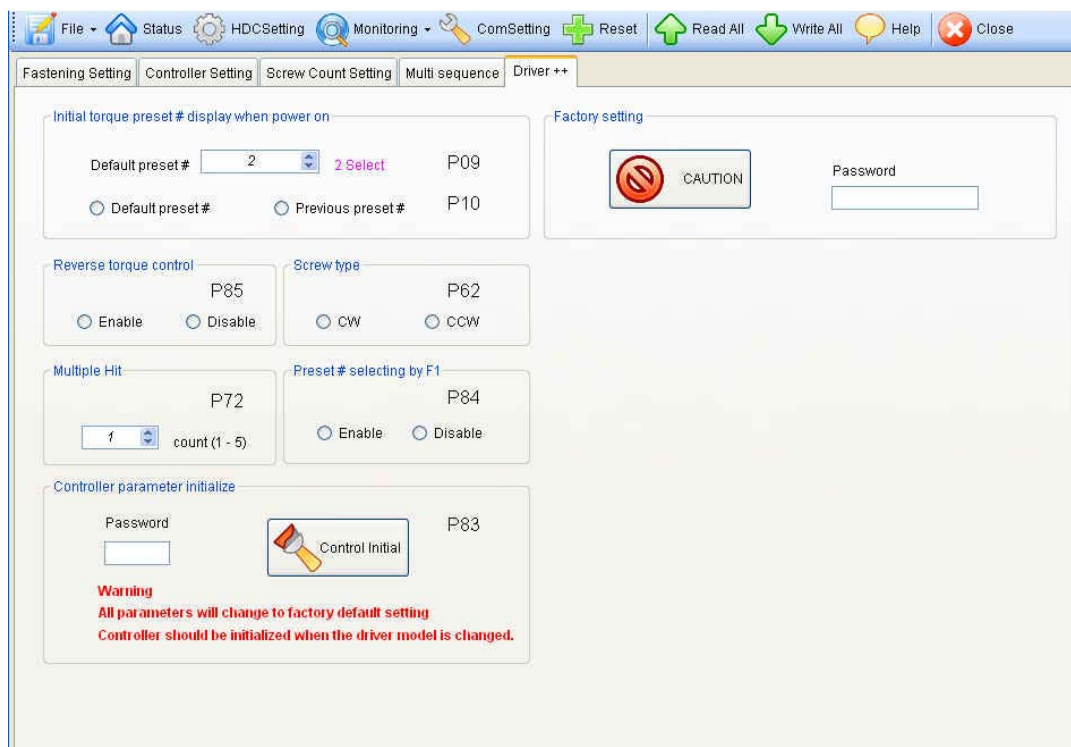 File Status HDCSetting Monitoring ComSetting Reset Read All Write All Help Close
Fastening Setting Controller Setting Screw Count Setting Multi sequence Driver ++
Initial torque preset # display when power on
Default preset # 2 2 Select P09
Default preset # Previous preset # P10
Factory setting
CAUTION
Password
Reverse torque control
P85
Enable Disable
Screw type
P62
CW CCW
Multiple Hit
P72
1 count (1 - 5)
Preset # selecting by F1
P84
Enable Disable
Controller parameter initialize
Password
Control Initial
P83
Warning
All parameters will change to factory default setting
Controller should be initialized when the driver model is changed.